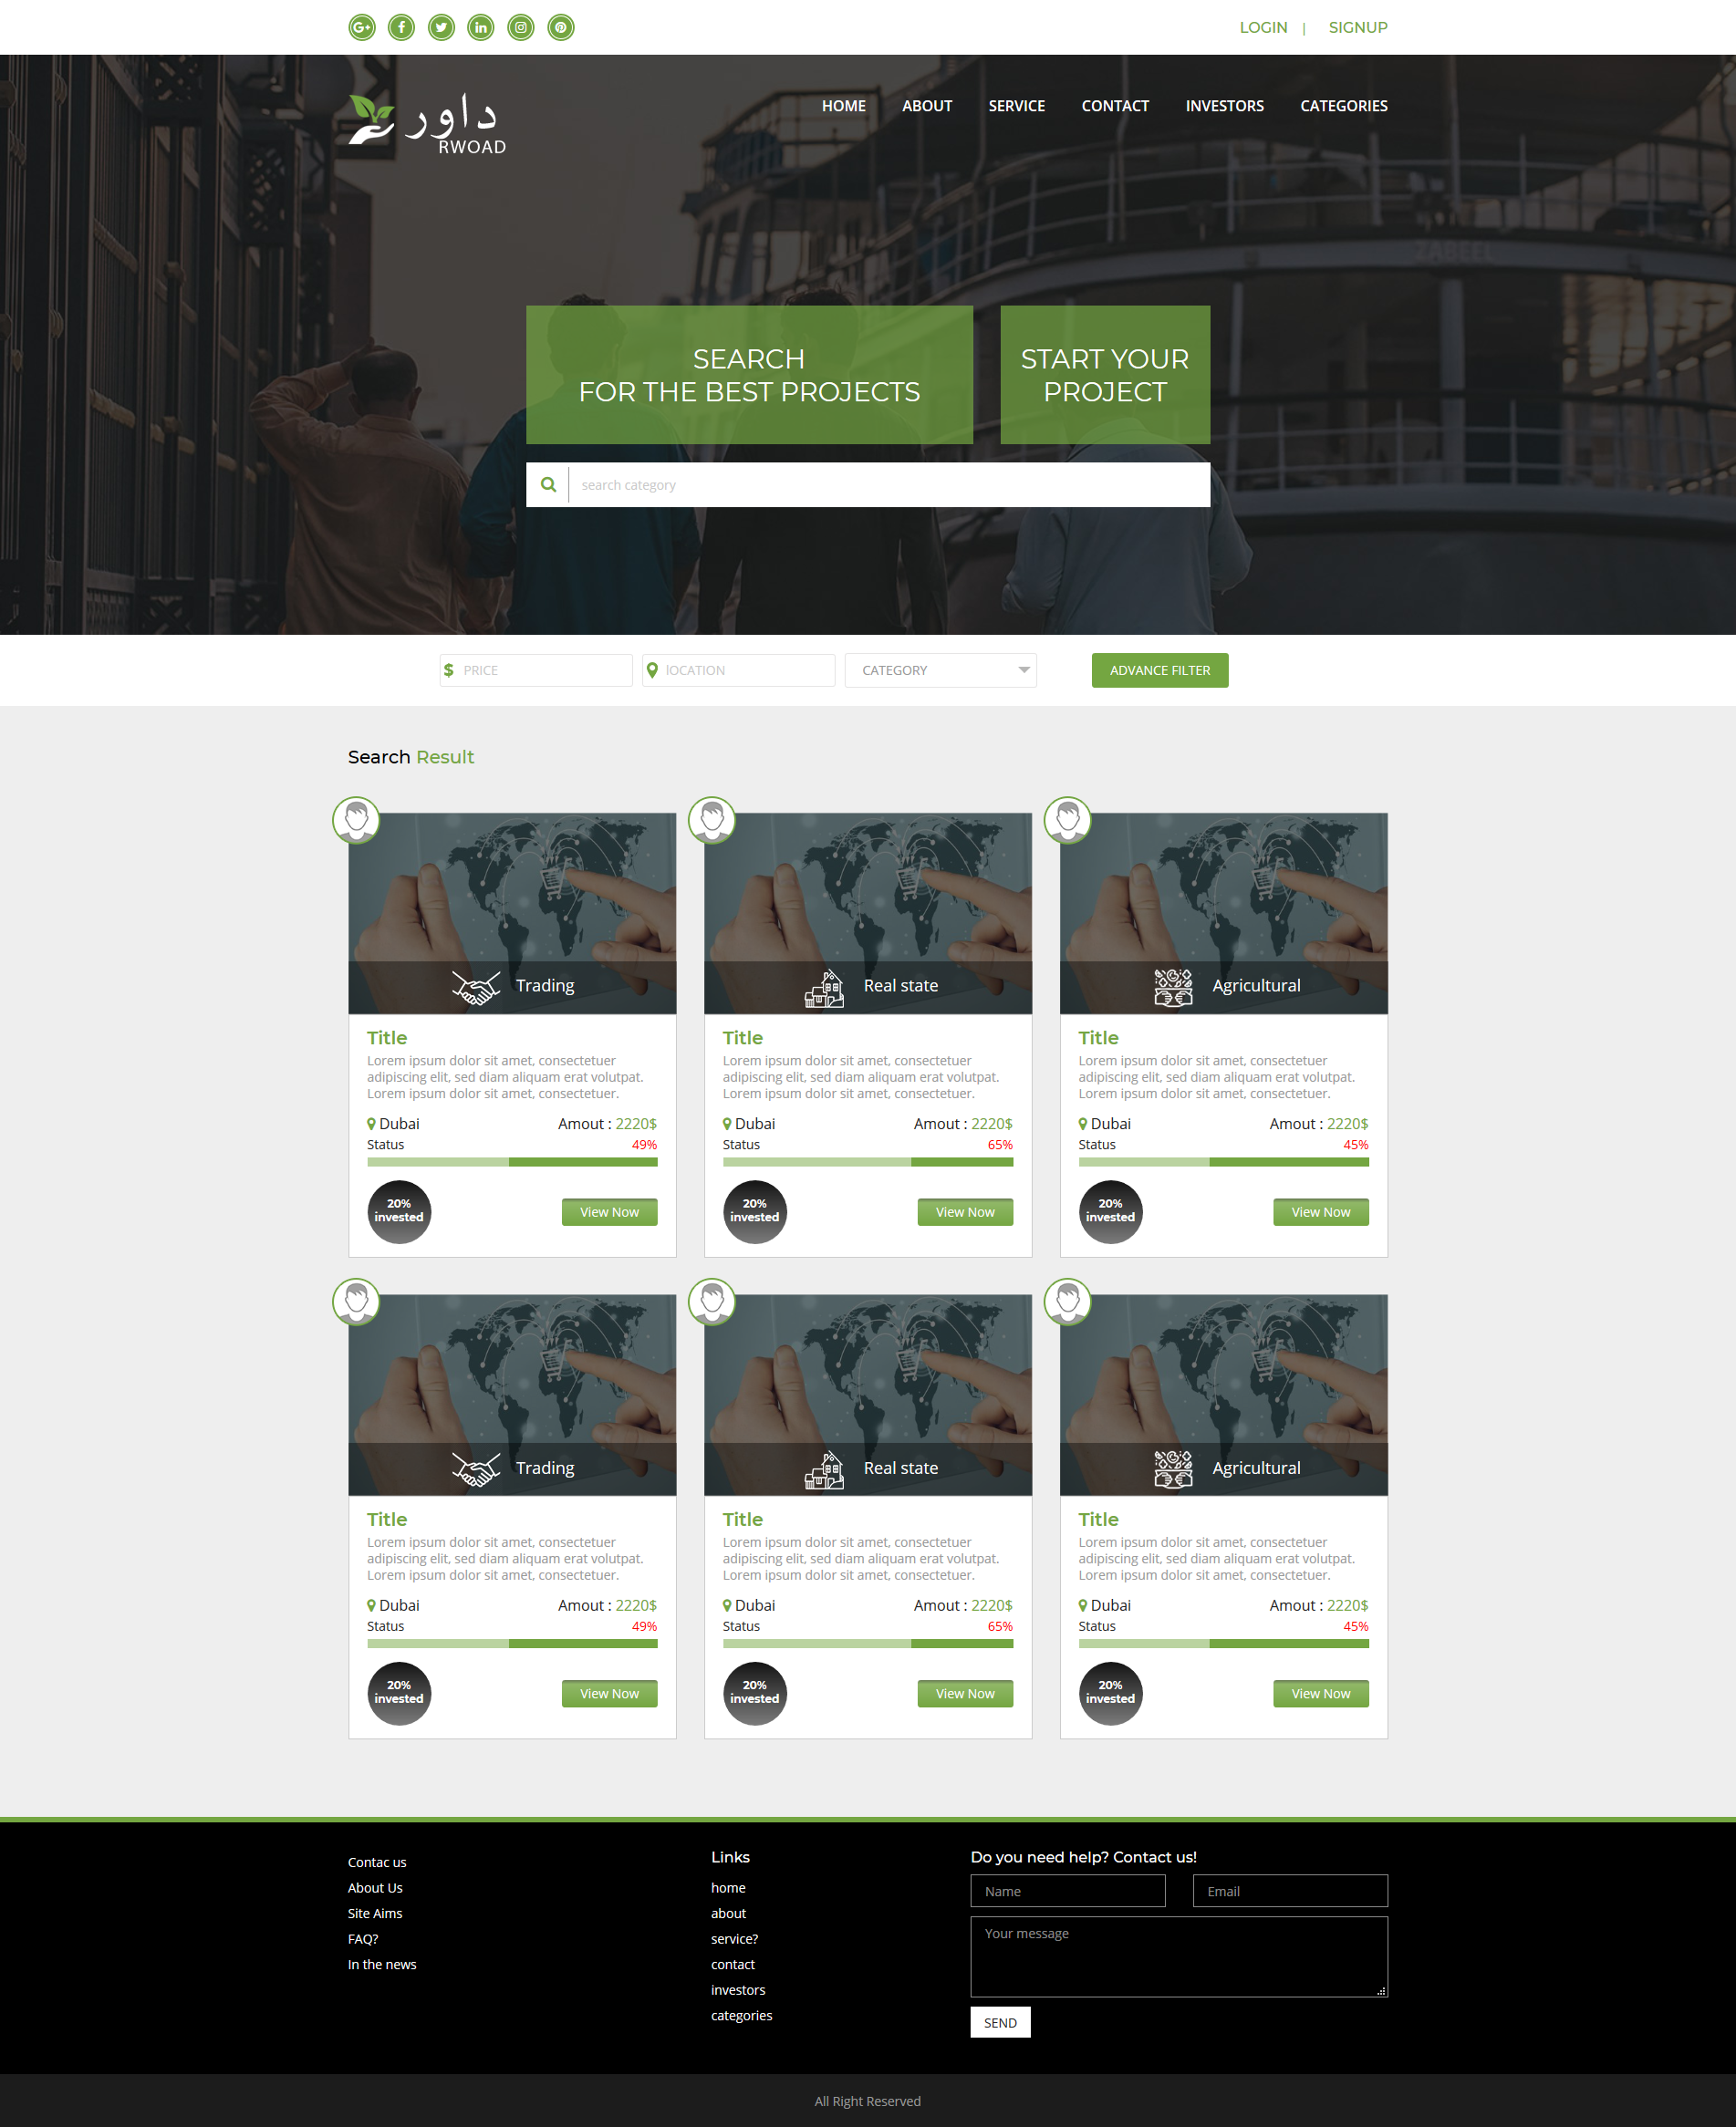 LOGIN | SIGNUP
داور
RWOAD
HOME ABOUT SERVICE CONTACT INVESTORS CATEGORIES
ZABEEL
SEARCH
FOR THE BEST PROJECTS
START YOUR
PROJECT
search category
$ PRICE
lOCATION
CATEGORY
ADVANCE FILTER
Search Result
Trading
Title
Lorem ipsum dolor sit amet, consectetuer
adipiscing elit, sed diam aliquam erat volutpat.
Lorem ipsum dolor sit amet, consectetuer.
Dubai Amout : 2220$
Status 49%
20%
invested
View Now
Real state
Title
Lorem ipsum dolor sit amet, consectetuer
adipiscing elit, sed diam aliquam erat volutpat.
Lorem ipsum dolor sit amet, consectetuer.
Dubai Amout : 2220$
Status 65%
20%
invested
View Now
Agricultural
Title
Lorem ipsum dolor sit amet, consectetuer
adipiscing elit, sed diam aliquam erat volutpat.
Lorem ipsum dolor sit amet, consectetuer.
Dubai Amout : 2220$
Status 45%
20%
invested
View Now
Trading
Title
Lorem ipsum dolor sit amet, consectetuer
adipiscing elit, sed diam aliquam erat volutpat.
Lorem ipsum dolor sit amet, consectetuer.
Dubai Amout : 2220$
Status 49%
20%
invested
View Now
Real state
Title
Lorem ipsum dolor sit amet, consectetuer
adipiscing elit, sed diam aliquam erat volutpat.
Lorem ipsum dolor sit amet, consectetuer.
Dubai Amout : 2220$
Status 65%
20%
invested
View Now
Agricultural
Title
Lorem ipsum dolor sit amet, consectetuer
adipiscing elit, sed diam aliquam erat volutpat.
Lorem ipsum dolor sit amet, consectetuer.
Dubai Amout : 2220$
Status 45%
20%
invested
View Now
Contac us
About Us
Site Aims
FAQ?
In the news
Links
home
about
service?
contact
investors
categories
Do you need help? Contact us!
Name
Email
Your message
SEND
All Right Reserved